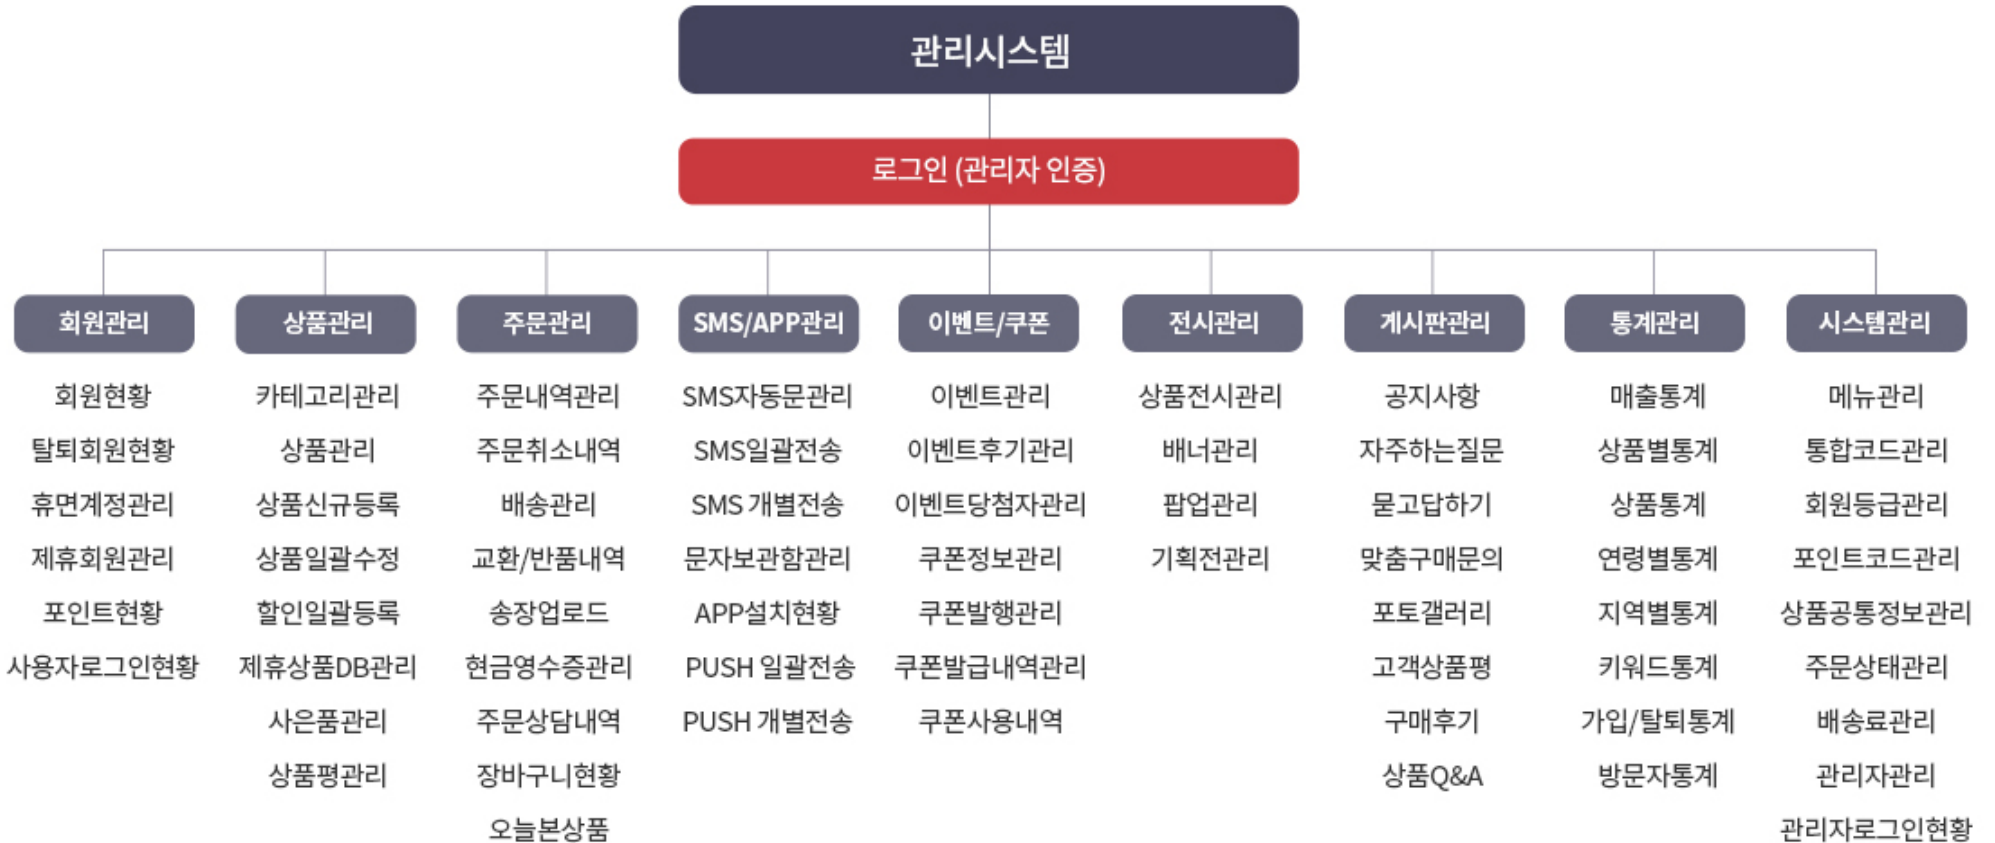 관리시스템
로그인 (관리자 인증)
회원관리
회원현황
탈퇴회원현황
휴면계정관리
제휴회원관리
포인트현황
사용자로그인현황
상품관리
카테고리관리
상품관리
상품신규등록
상품일괄수정
할인일괄등록
제휴상품DB관리
사은품관리
상품평관리
주문관리
주문내역관리
주문취소내역
배송관리
교환/반품내역
송장업로드
현금영수증관리
주문상담내역
장바구니현황
오늘본상품
SMS/APP관리
SMS자동문관리
SMS일괄전송
SMS 개별전송
문자보관함관리
APP설치현황
PUSH 일괄전송
PUSH 개별전송
이벤트/쿠폰
이벤트관리
이벤트후기관리
이벤트당첨자관리
쿠폰정보관리
쿠폰발행관리
쿠폰발급내역관리
쿠폰사용내역
전시관리
상품전시관리
배너관리
팝업관리
기획전관리
게시판관리
공지사항
자주하는질문
묻고답하기
맞춤구매문의
포토갤러리
고객상품평
구매후기
상품Q&A
통계관리
매출통계
상품별통계
상품통계
연령별통계
지역별통계
키워드통계
가입/탈퇴통계
방문자통계
시스템관리
메뉴관리
통합코드관리
회원등급관리
포인트코드관리
상품공통정보관리
주문상태관리
배송료관리
관리자관리
관리자로그인현황